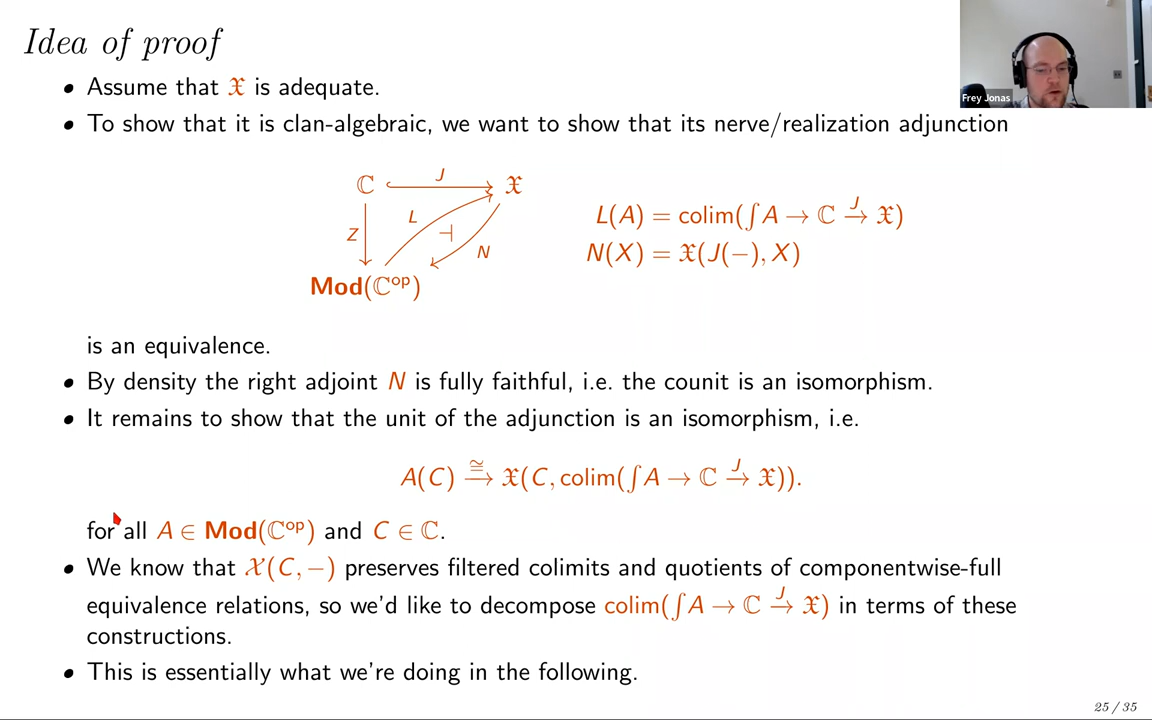 Idea of proof
Frey Jonas
• Assume that 𝔛 is adequate.
• To show that it is clan-algebraic, we want to show that its nerve/realization adjunction
ℂ J 𝔛
Z L ⊣ N
Mod(ℂᵒᵖ)
L(A) = colim(∫A → ℂ →ᴶ 𝔛)
N(X) = 𝔛(J(−), X)
is an equivalence.
• By density the right adjoint N is fully faithful, i.e. the counit is an isomorphism.
• It remains to show that the unit of the adjunction is an isomorphism, i.e.
A(C) →^≅ 𝔛(C, colim(∫A → ℂ →ᴶ 𝔛)).
for all A ∈ Mod(ℂᵒᵖ) and C ∈ ℂ.
• We know that 𝒳(C, −) preserves filtered colimits and quotients of componentwise-full
equivalence relations, so we'd like to decompose colim(∫A → ℂ →ᴶ 𝔛) in terms of these
constructions.
• This is essentially what we're doing in the following.
25 / 35